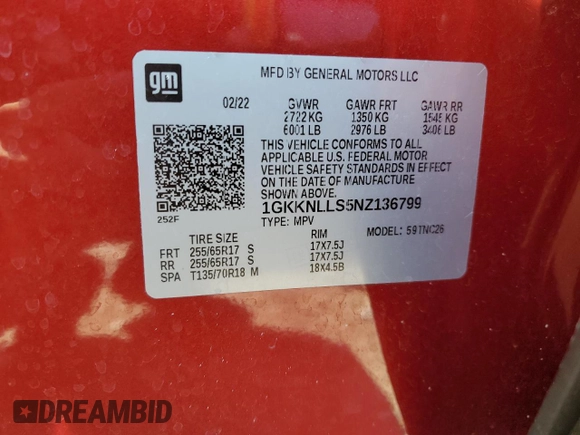 gm
MFD BY GENERAL MOTORS LLC
02/22 GVWR GAWR FRT GAWR RR
2722 KG 1350 KG 1545 KG
6001 LB 2976 LB 3406 LB
THIS VEHICLE CONFORMS TO ALL
APPLICABLE U.S. FEDERAL MOTOR
VEHICLE SAFETY STANDARDS IN EFFECT
ON THE DATE OF MANUFACTURE
SHOWN ABOVE.
252F
1GKKNLLS5NZ136799
TYPE: MPV MODEL: 59TNC26
TIRE SIZE RIM
FRT 255/65R17 S 17X7.5J
RR 255/65R17 S 17X7.5J
SPA T135/70R18 M 18X4.5B
DREAMBID